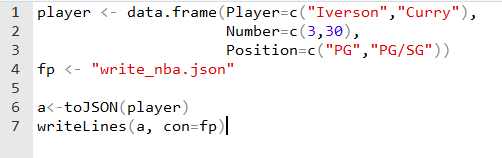 1 player <- data.frame(Player=c("Iverson","Curry"),
2                       Number=c(3,30),
3                       Position=c("PG","PG/SG"))
4 fp <- "write_nba.json"
5
6 a<-toJSON(player)
7 writeLines(a, con=fp)